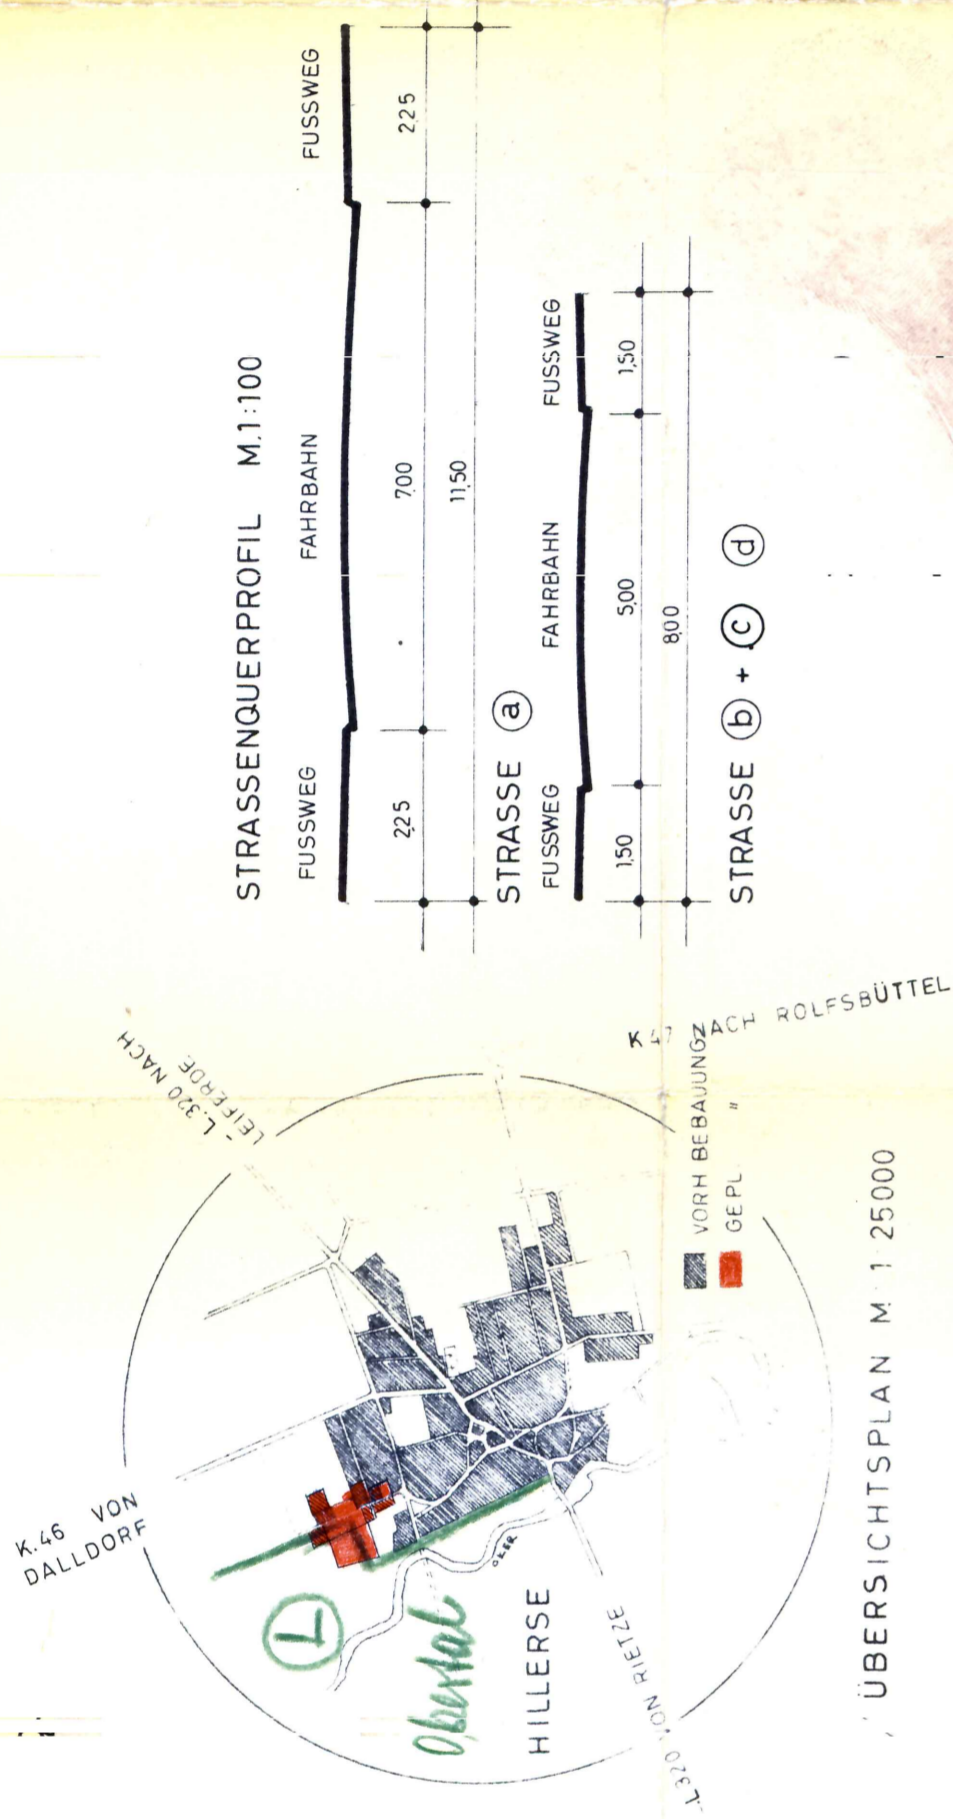 STRASSENQUERPROFIL M.1:100
FUSSWEG FAHRBAHN FUSSWEG
2,25 7,00 2,25
11,50
STRASSE a
FUSSWEG FAHRBAHN FUSSWEG
1,50 5,00 1,50
8,00
STRASSE b + c d
K.46 VON
DALLDORF
L.320 NACH
LEIFERDE
K 47 NACH ROLFSBÜTTEL
L
OKER
HILLERSE
L320 VON RIETZE
VORH BEBAUUNG
GEPL. "
ÜBERSICHTSPLAN M 1:25000